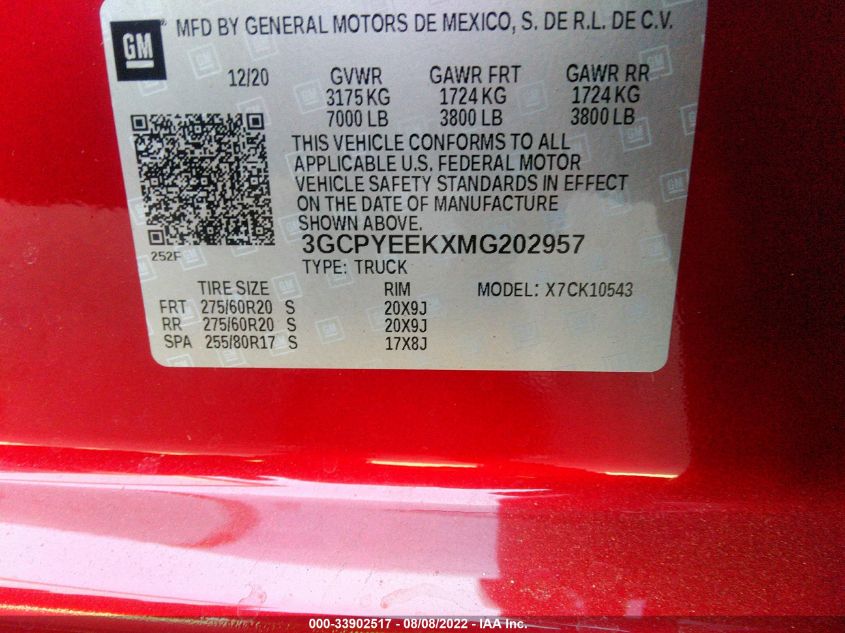 GM MFD BY GENERAL MOTORS DE MEXICO, S. DE R.L. DE C.V.
12/20 GVWR GAWR FRT GAWR RR
3175 KG 1724 KG 1724 KG
7000 LB 3800 LB 3800 LB
THIS VEHICLE CONFORMS TO ALL
APPLICABLE U.S. FEDERAL MOTOR
VEHICLE SAFETY STANDARDS IN EFFECT
ON THE DATE OF MANUFACTURE
SHOWN ABOVE.
252F
3GCPYEEKXMG202957
TYPE: TRUCK
TIRE SIZE RIM MODEL: X7CK10543
FRT 275/60R20 S 20X9J
RR 275/60R20 S 20X9J
SPA 255/80R17 S 17X8J
000-33902517 - 08/08/2022 - IAA Inc.